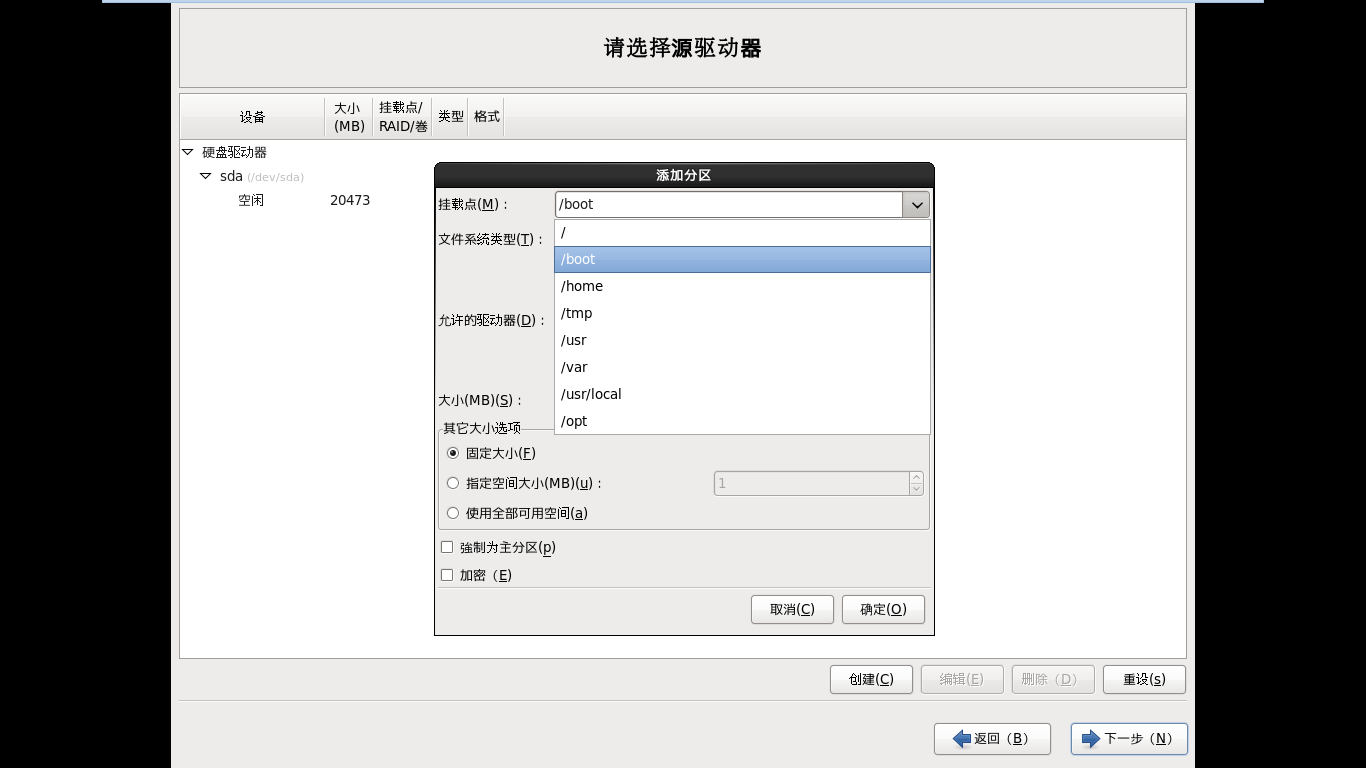 请选择源驱动器
设备
大小
(MB)
挂载点/
RAID/卷
类型
格式
硬盘驱动器
sda (/dev/sda)
空闲 20473
添加分区
挂载点(M)：
/boot
文件系统类型(T)：
/
/boot
/home
/tmp
允许的驱动器(D)：
/usr
/var
/usr/local
大小(MB)(S)：
/opt
其它大小选项
固定大小(F)
指定空间大小(MB)(u)： 1
使用全部可用空间(a)
強制为主分区(p)
加密（E)
取消(C) 确定(O)
创建(C) 编辑(E) 删除（D） 重设(s)
返回（B） 下一步（N）